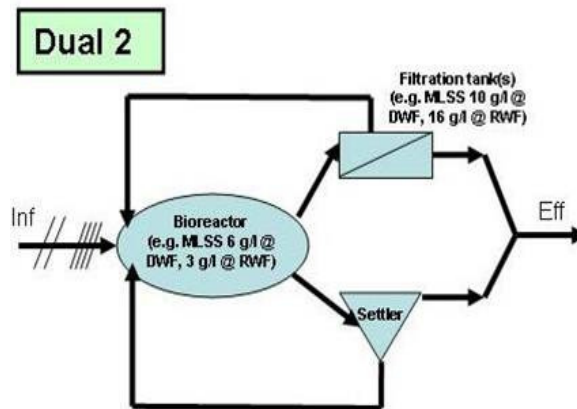 Dual 2
Filtration tank(s)
(e.g. MLSS 10 g/l @
DWF, 16 g/l @ RWF)
Inf
Bioreactor
(e.g. MLSS 6 g/l @
DWF, 3 g/l @ RWF)
Eff
Settler